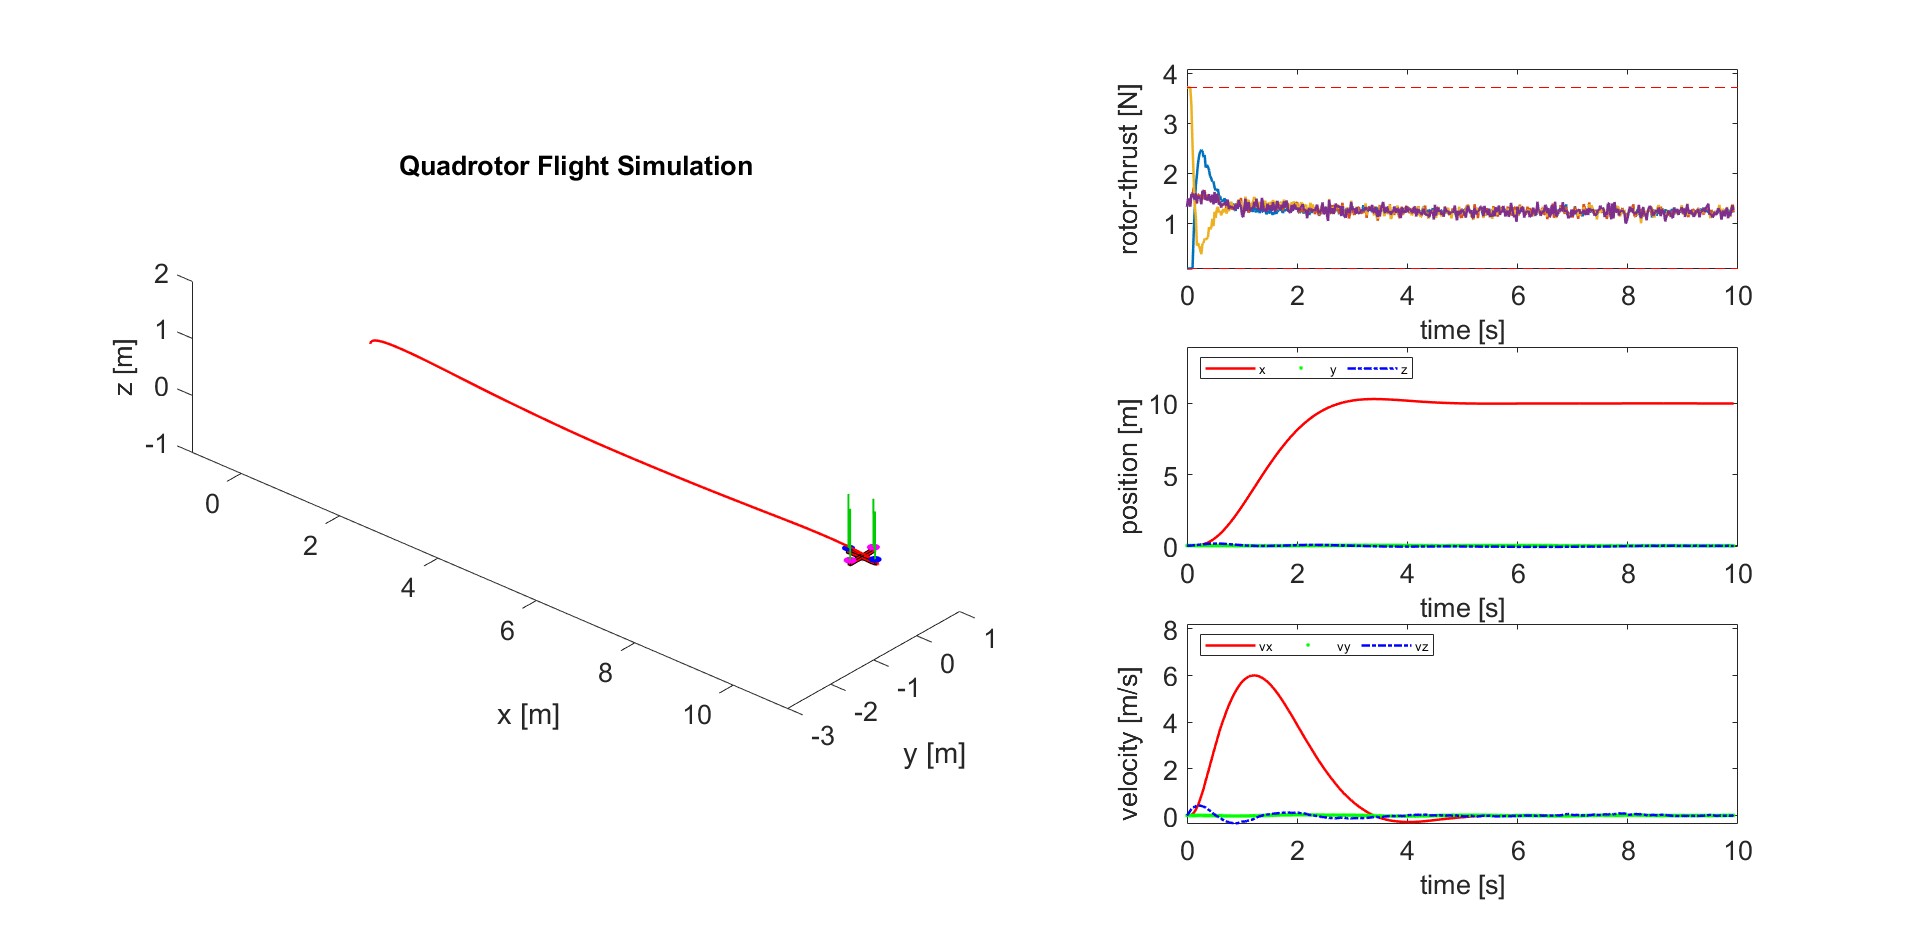 Quadrotor Flight Simulation
2
1
0
-1
z [m]
0
2
4
6
8
10
x [m]
-3
-2
-1
0
1
y [m]
4
3
2
1
rotor-thrust [N]
0 2 4 6 8 10
time [s]
x y z
10
5
0
position [m]
0 2 4 6 8 10
time [s]
vx vy vz
8
6
4
2
0
velocity [m/s]
0 2 4 6 8 10
time [s]